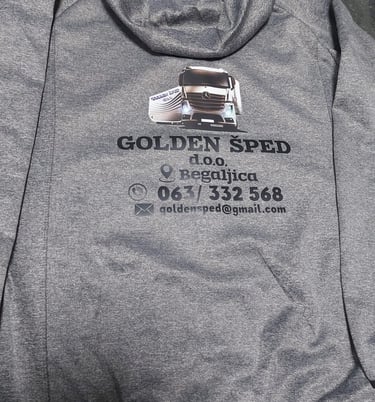 GOLDEN ŠPED
d.o.o.
Begaljica
063/ 332 568
goldensped@gmail.com